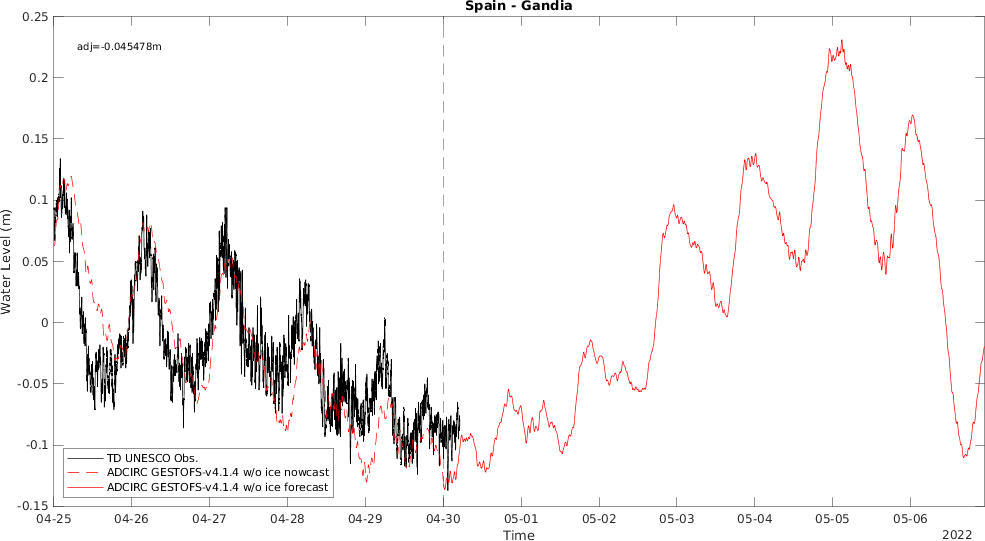 Spain - Gandia
adj=-0.045478m
Water Level (m)
0.25
0.2
0.15
0.1
0.05
0
-0.05
-0.1
-0.15
TD UNESCO Obs.
ADCIRC GESTOFS-v4.1.4 w/o ice nowcast
ADCIRC GESTOFS-v4.1.4 w/o ice forecast
04-25 04-26 04-27 04-28 04-29 04-30 05-01 05-02 05-03 05-04 05-05 05-06
Time
2022